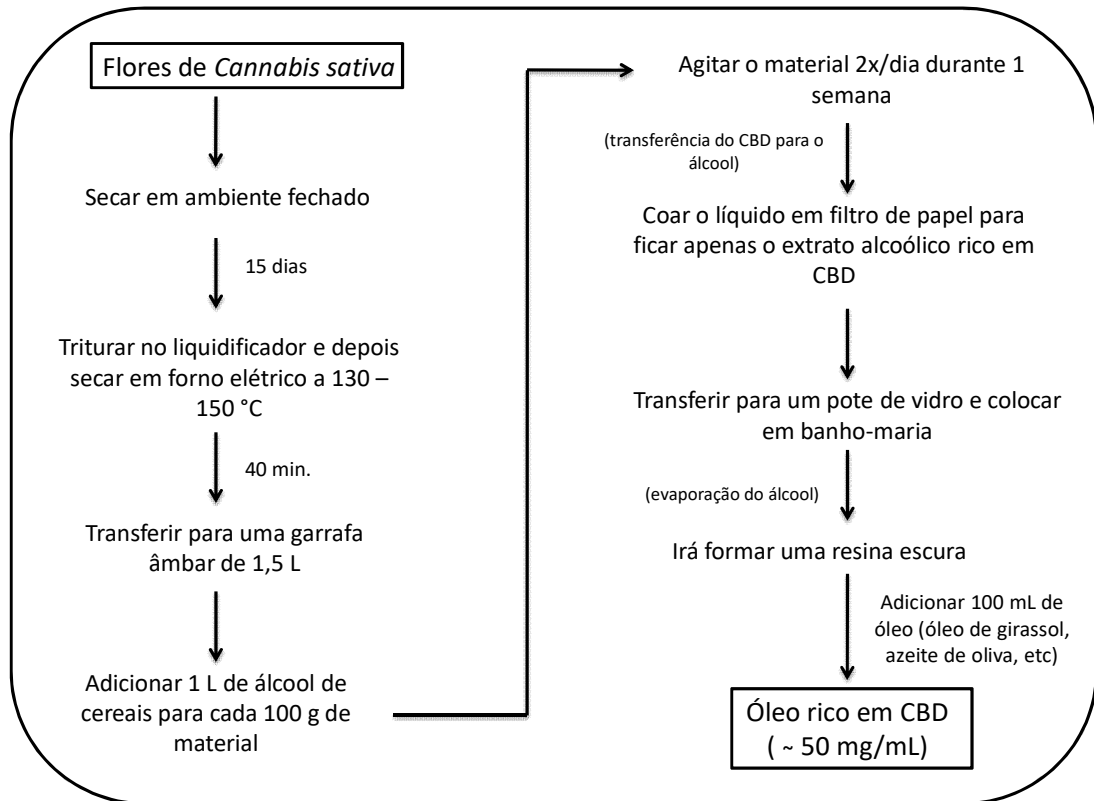 Flores de Cannabis sativa
Secar em ambiente fechado
15 dias
Triturar no liquidificador e depois
secar em forno elétrico a 130 –
150 °C
40 min.
Transferir para uma garrafa
âmbar de 1,5 L
Adicionar 1 L de álcool de
cereais para cada 100 g de
material
Agitar o material 2x/dia durante 1
semana
(transferência do CBD para o
álcool)
Coar o líquido em filtro de papel para
ficar apenas o extrato alcoólico rico em
CBD
Transferir para um pote de vidro e colocar
em banho-maria
(evaporação do álcool)
Irá formar uma resina escura
Adicionar 100 mL de
óleo (óleo de girassol,
azeite de oliva, etc)
Óleo rico em CBD
( ~ 50 mg/mL)